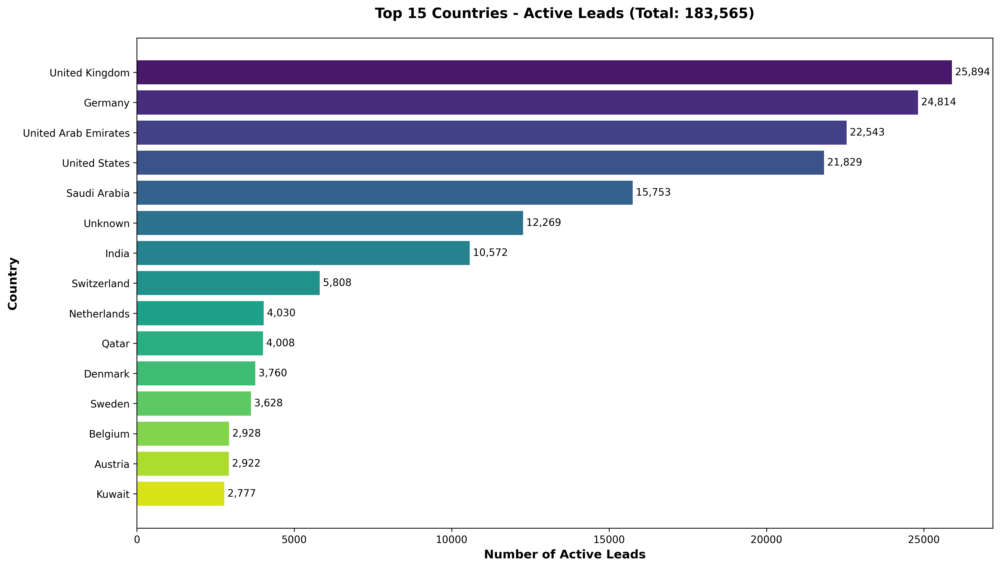 Top 15 Countries - Active Leads (Total: 183,565)
United Kingdom 25,894
Germany 24,814
United Arab Emirates 22,543
United States 21,829
Saudi Arabia 15,753
Unknown 12,269
India 10,572
Switzerland 5,808
Netherlands 4,030
Qatar 4,008
Denmark 3,760
Sweden 3,628
Belgium 2,928
Austria 2,922
Kuwait 2,777
Country
0 5000 10000 15000 20000 25000
Number of Active Leads